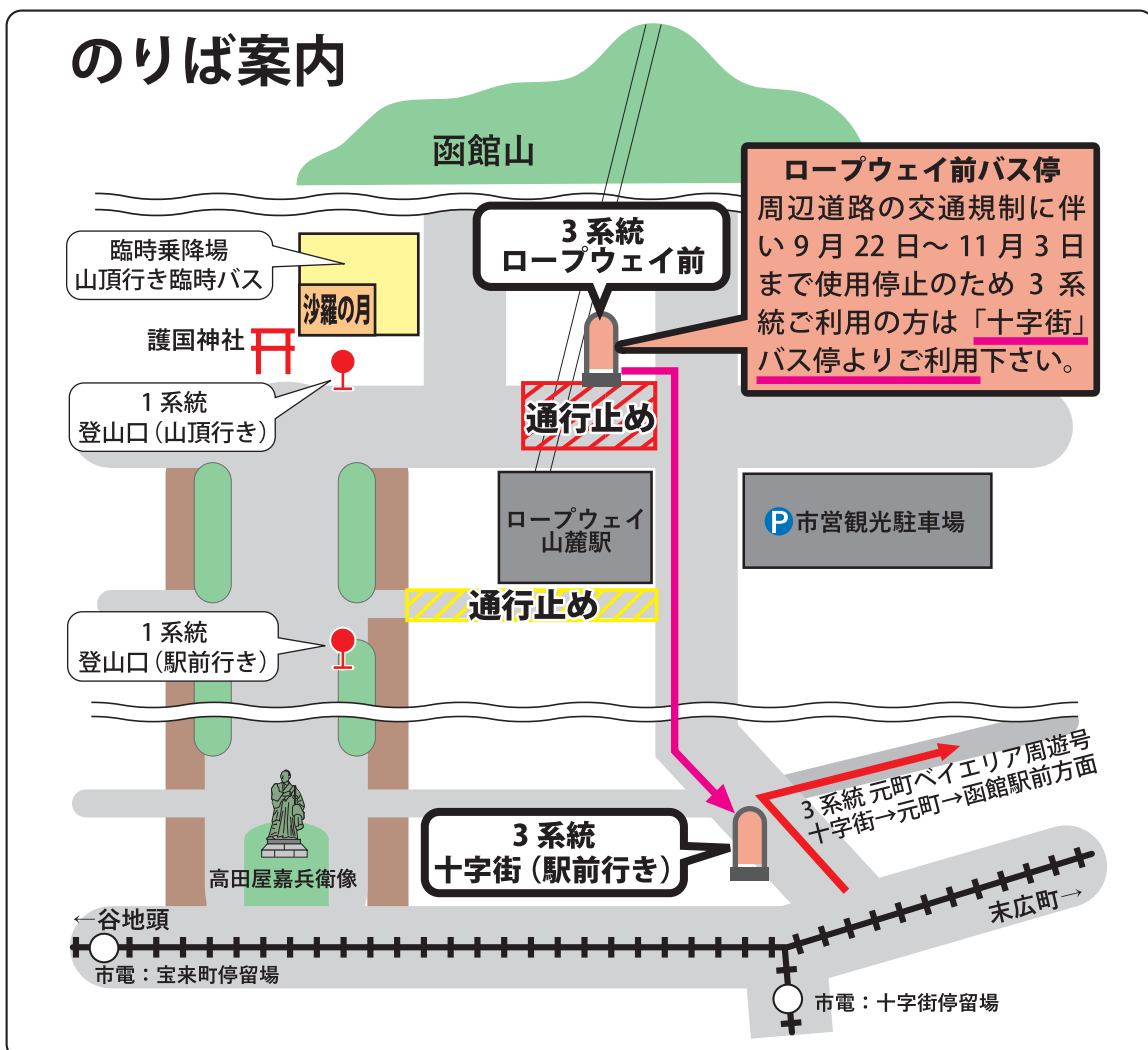 のりば案内
函館山
ロープウェイ前バス停
周辺道路の交通規制に伴
い9月22日～11月3日
まで使用停止のため3系
統ご利用の方は「十字街」
バス停よりご利用下さい。
3系統
ロープウェイ前
臨時乗降場
山頂行き臨時バス
沙羅の月
護国神社
1系統
登山口（山頂行き）
通行止め
ロープウェイ
山麓駅
P市営観光駐車場
通行止め
1系統
登山口（駅前行き）
3系統 元町ベイエリア周遊号
十字街→元町→函館駅前方面
3系統
十字街（駅前行き）
高田屋嘉兵衛像
←谷地頭
末広町→
市電：宝来町停留場
市電：十字街停留場